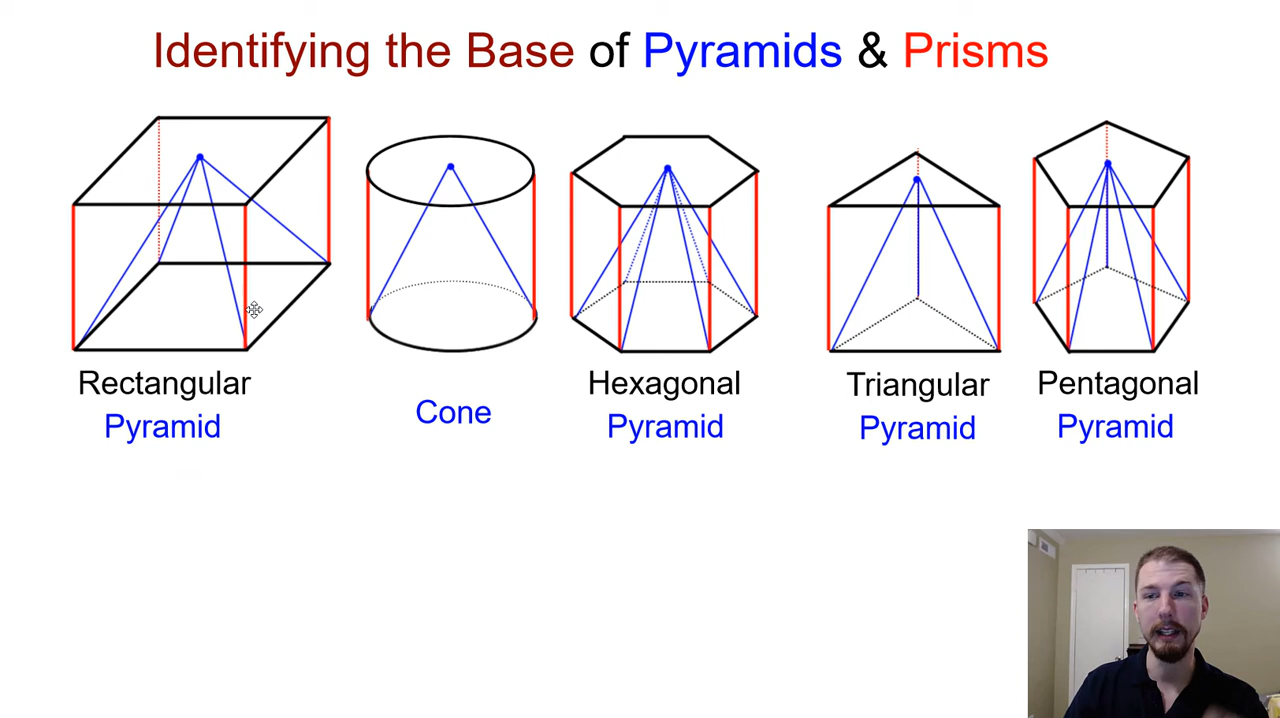 Identifying the Base of Pyramids & Prisms
Rectangular
Pyramid
Cone
Hexagonal
Pyramid
Triangular
Pyramid
Pentagonal
Pyramid